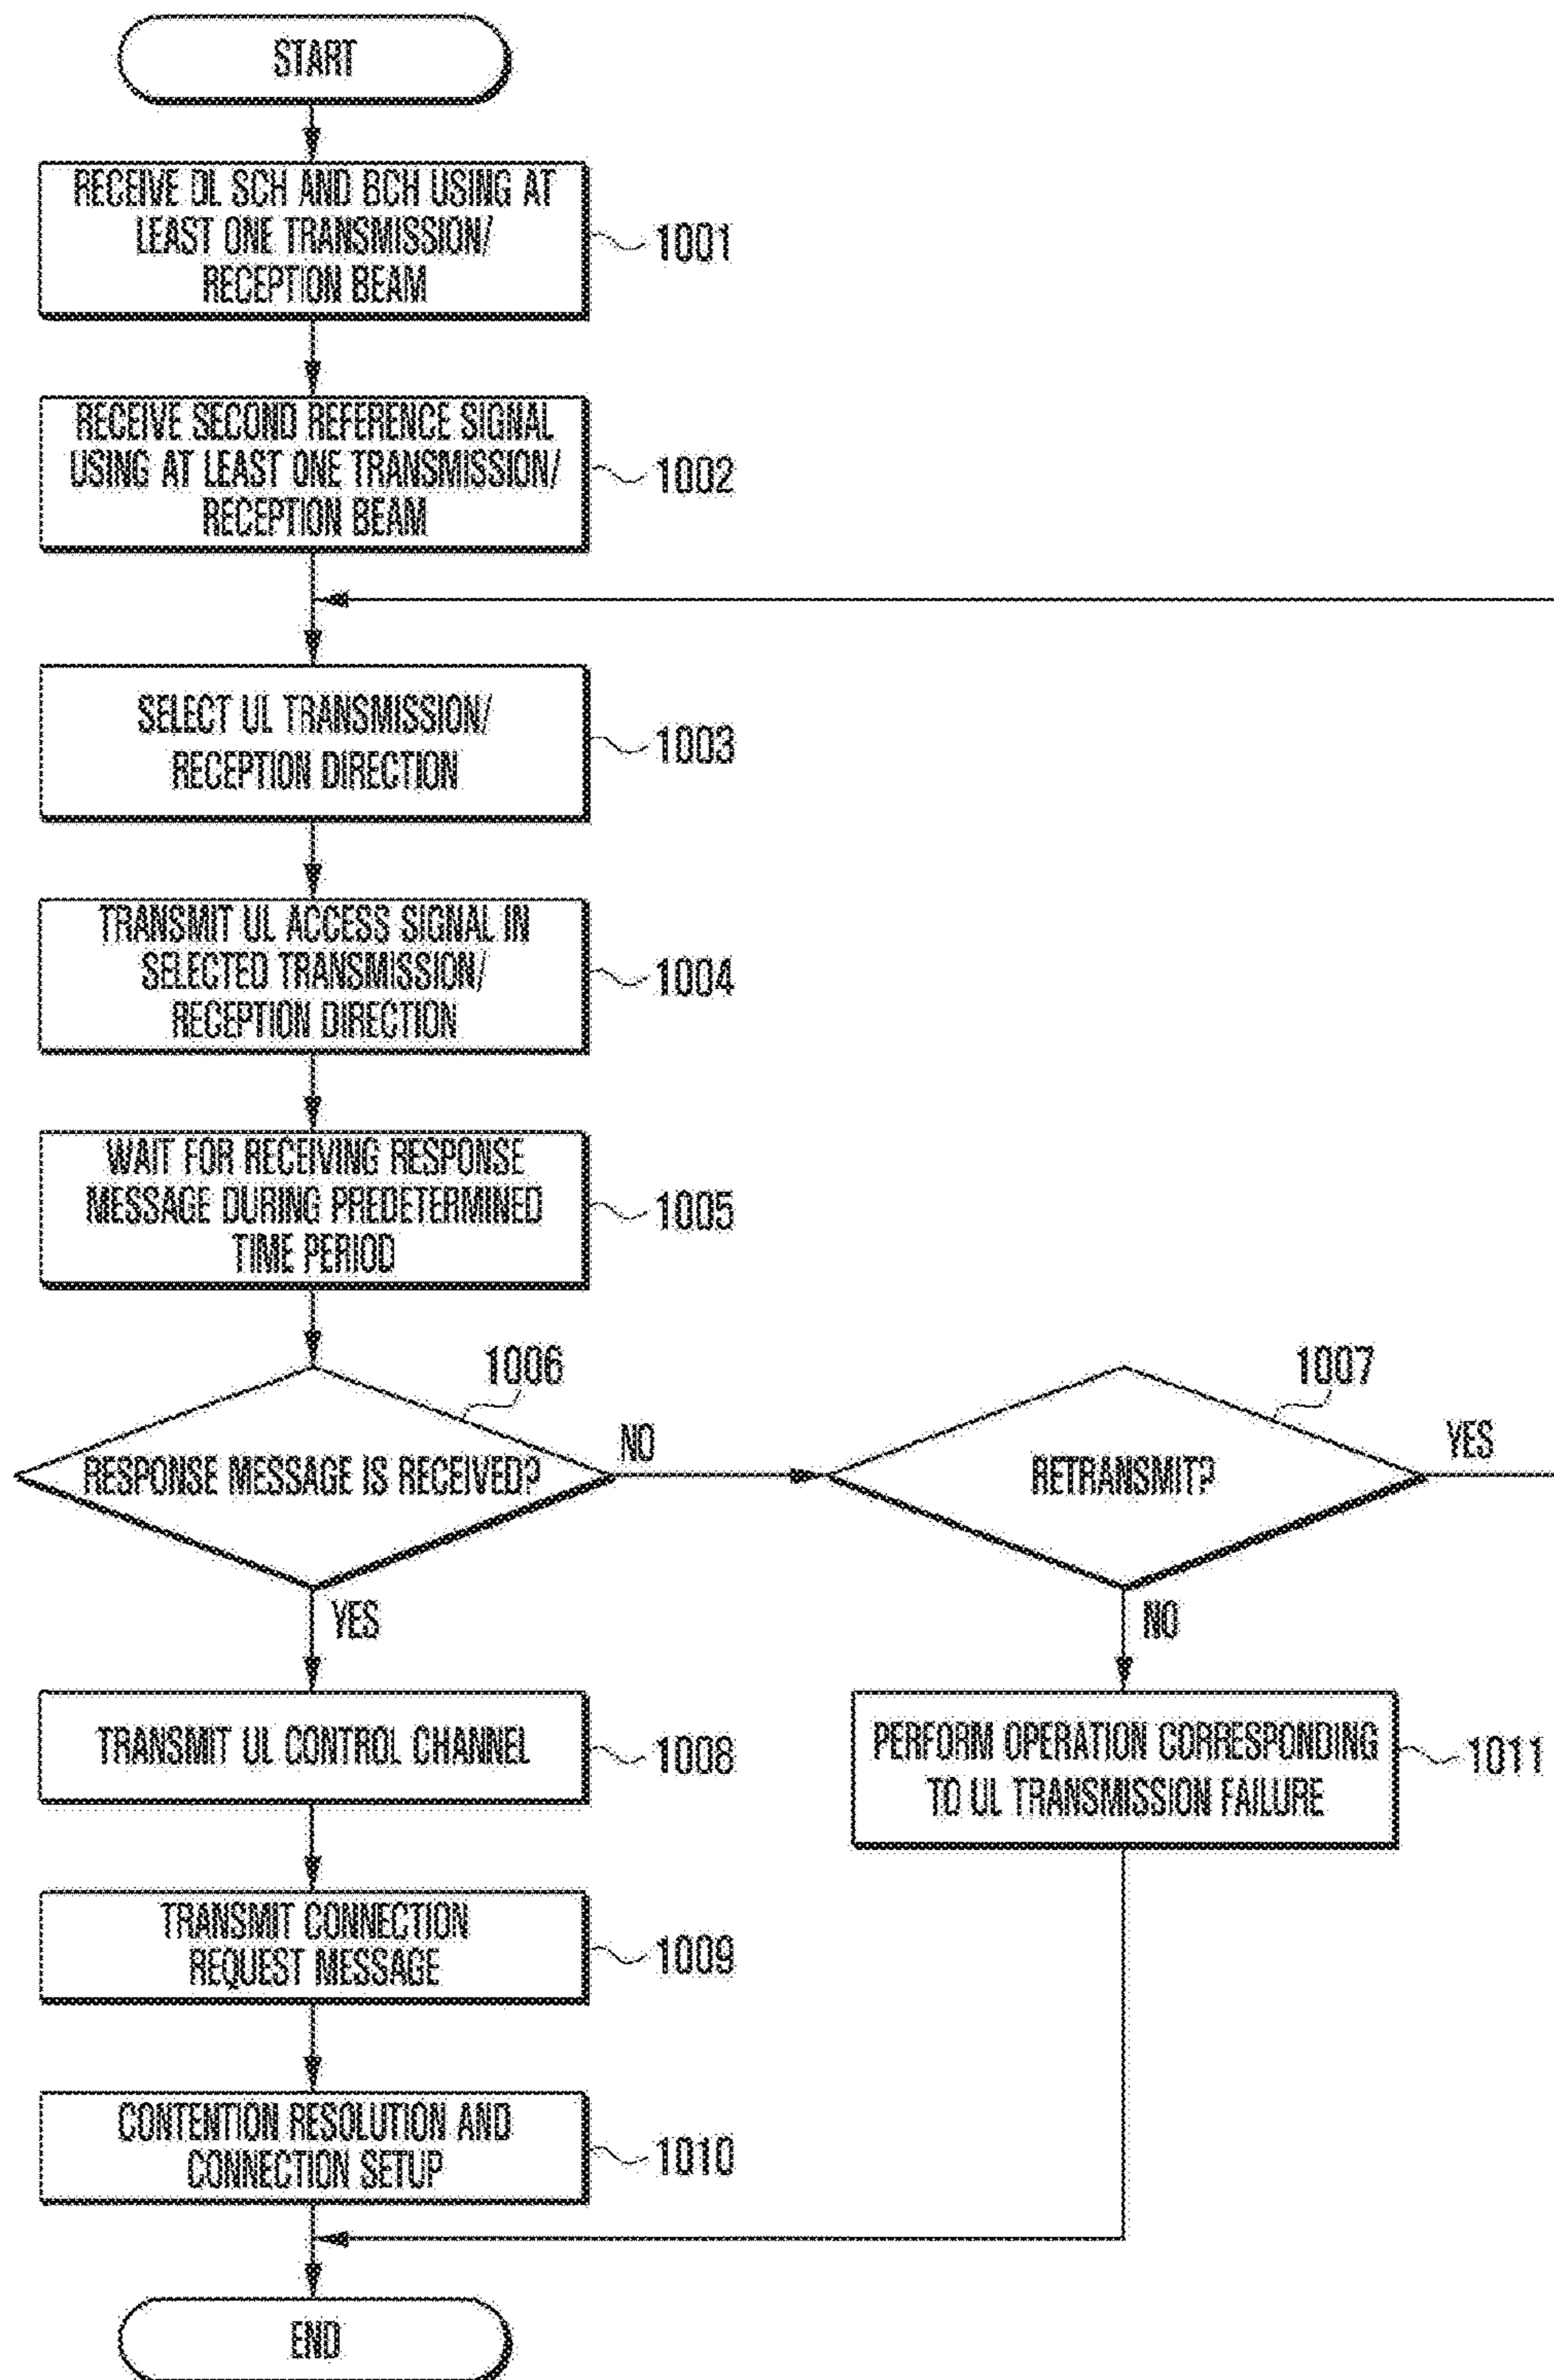 START
RECEIVE DL SCH AND BCH USING AT
LEAST ONE TRANSMISSION/
RECEPTION BEAM
1001
RECEIVE SECOND REFERENCE SIGNAL
USING AT LEAST ONE TRANSMISSION/
RECEPTION BEAM
1002
SELECT UL TRANSMISSION/
RECEPTION DIRECTION
1003
TRANSMIT UL ACCESS SIGNAL IN
SELECTED TRANSMISSION/
RECEPTION DIRECTION
1004
WAIT FOR RECEIVING RESPONSE
MESSAGE DURING PREDETERMINED
TIME PERIOD
1005
1006
RESPONSE MESSAGE IS RECEIVED?
NO
YES
1007
RETRANSMIT?
YES
NO
TRANSMIT UL CONTROL CHANNEL
1008
PERFORM OPERATION CORRESPONDING
TO UL TRANSMISSION FAILURE
1011
TRANSMIT CONNECTION
REQUEST MESSAGE
1009
CONTENTION RESOLUTION AND
CONNECTION SETUP
1010
END